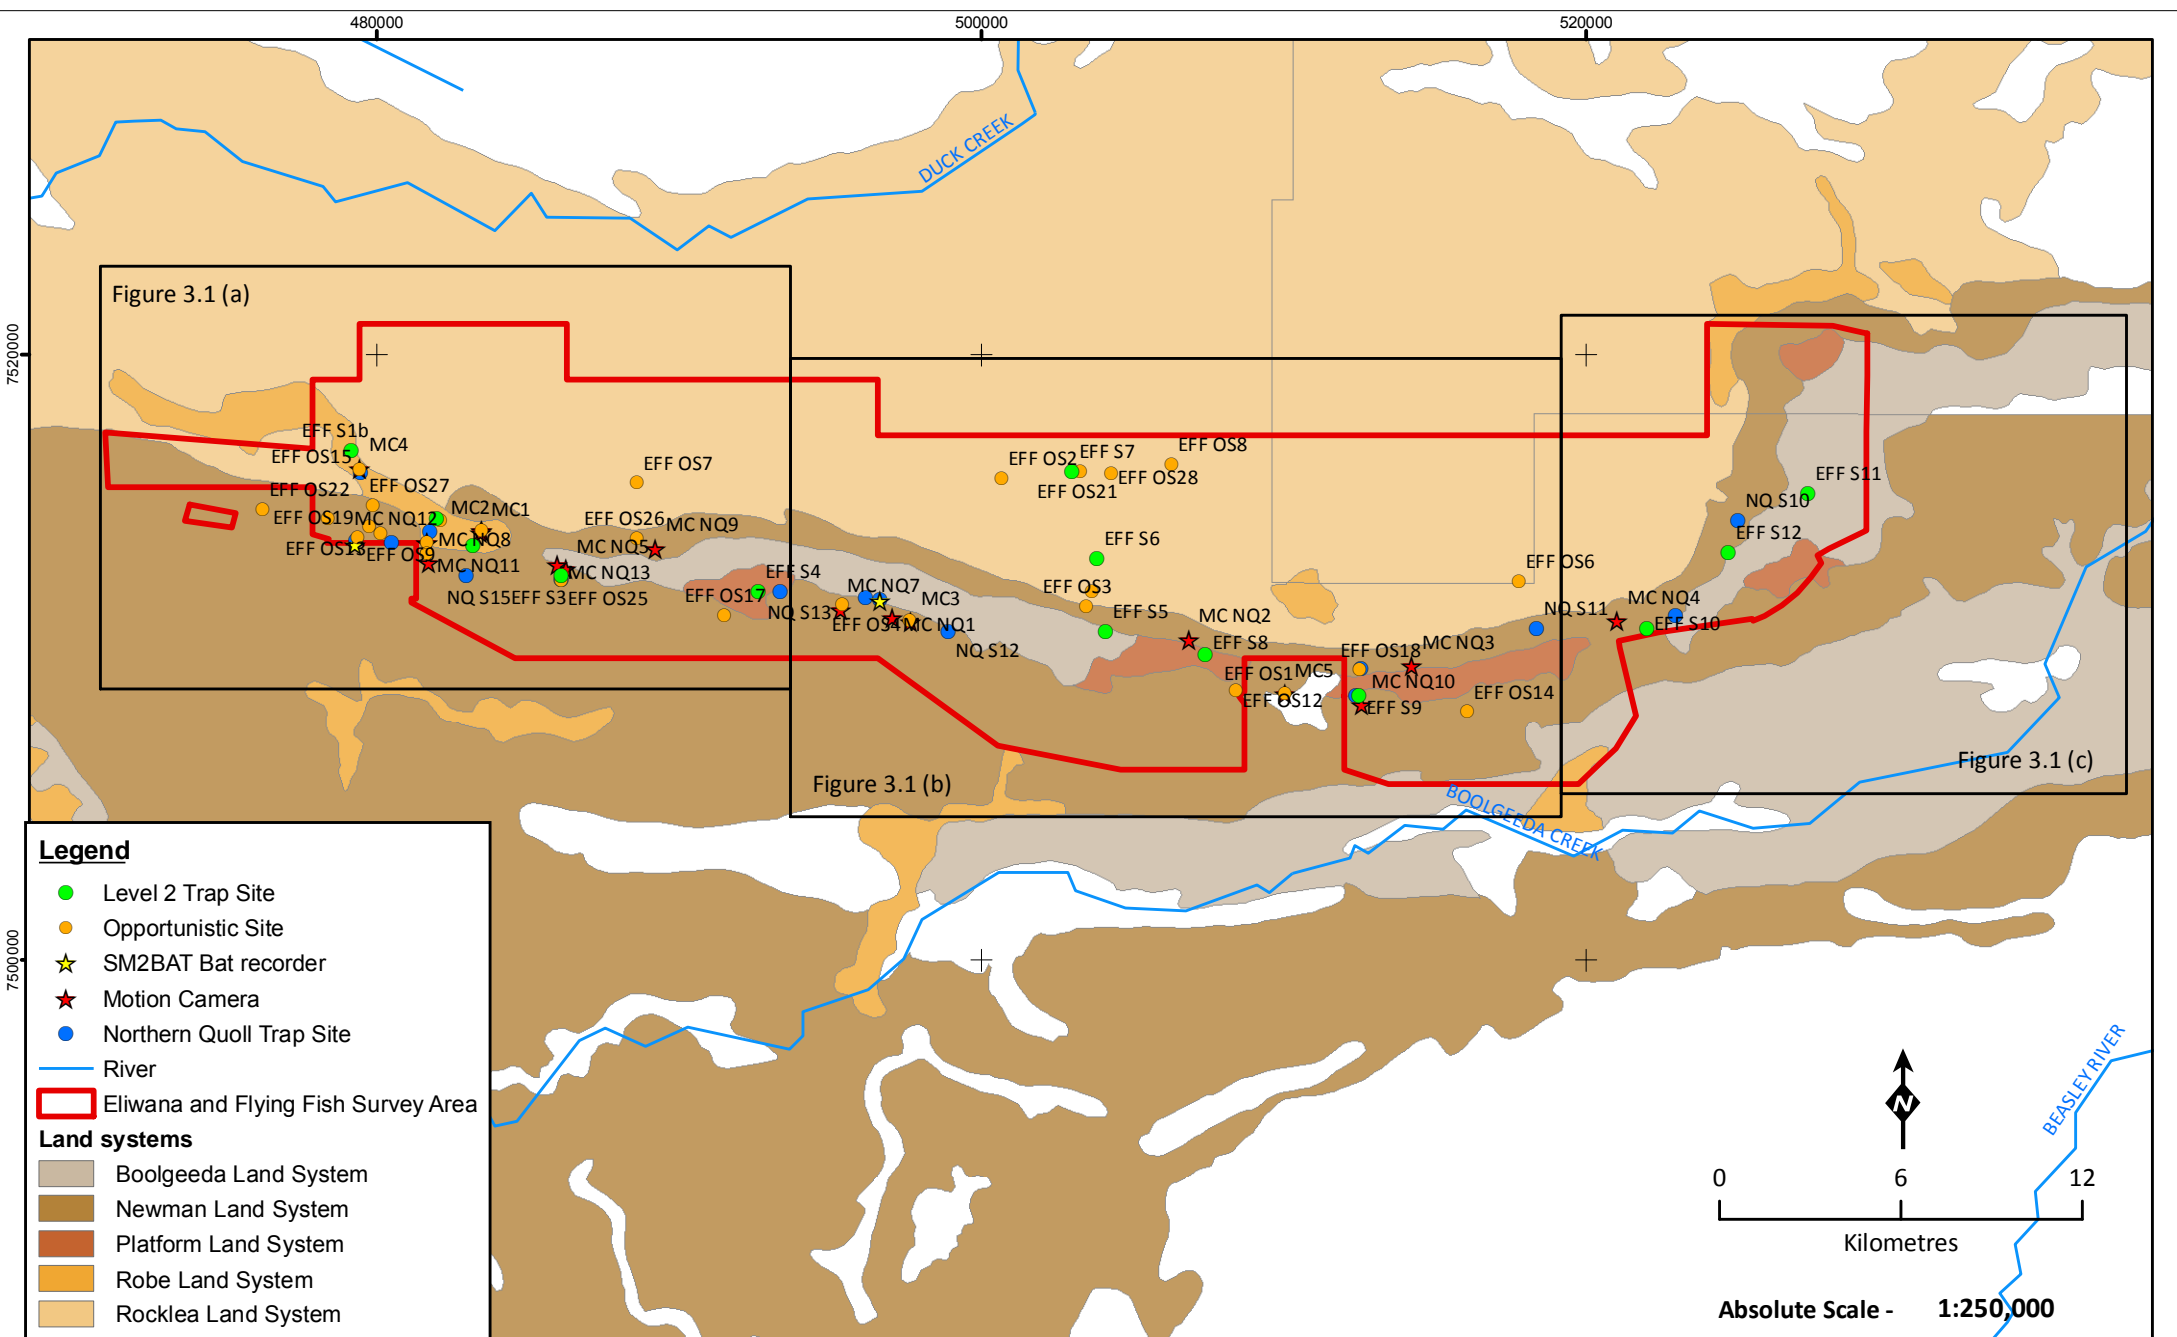 480000
500000
520000
DUCK CREEK
Figure 3.1 (a)
7520000
EFF S1b
MC4
EFF OS15
EFF OS22
EFF OS27
EFF OS19
MC NQ12
MC2
MC1
EFF OS13
EFF OS9
MC NQ8
MC NQ11
NQ S15
EFF S3
EFF OS25
MC NQ13
MC NQ5
EFF OS26
MC NQ9
EFF OS7
EFF OS17
EFF S4
NQ S13
MC NQ7
EFF OS4
MC3
MC NQ1
NQ S12
EFF OS2
EFF S7
EFF OS21
EFF OS28
EFF OS8
EFF S6
EFF OS3
EFF S5
MC NQ2
EFF S8
EFF OS1
MC5
EFF OS12
EFF OS18
MC NQ3
MC NQ10
EFF S9
EFF OS14
EFF OS6
NQ S11
MC NQ4
EFF S10
EFF S11
NQ S10
EFF S12
Figure 3.1 (b)
Figure 3.1 (c)
BOOLGEEDA CREEK
7500000
Legend
Level 2 Trap Site
Opportunistic Site
SM2BAT Bat recorder
Motion Camera
Northern Quoll Trap Site
River
Eliwana and Flying Fish Survey Area
Land systems
Boolgeeda Land System
Newman Land System
Platform Land System
Robe Land System
Rocklea Land System
BEASLEY RIVER
N
0 6 12
Kilometres
Absolute Scale - 1:250,000